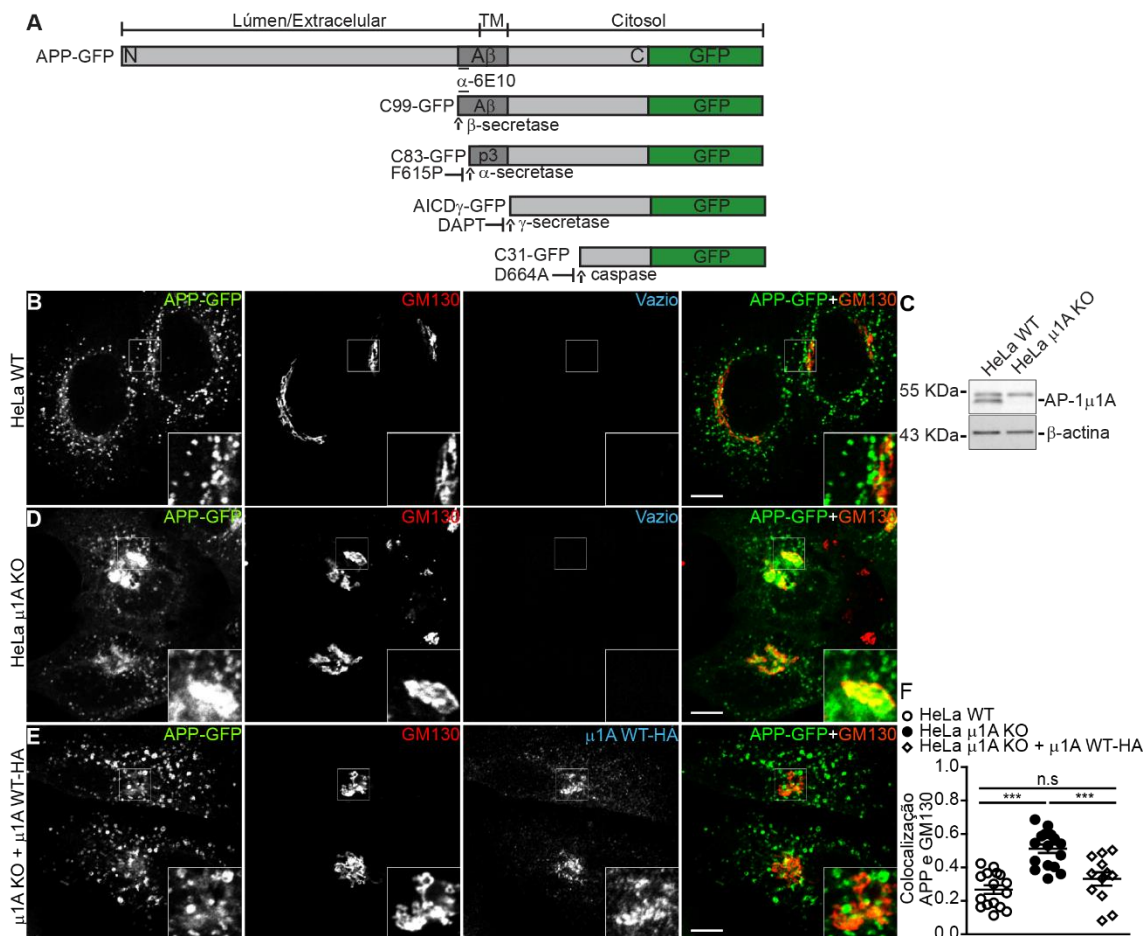 A
Lúmen/Extracelular TM Citosol
APP-GFP N Aβ C GFP
α-6E10
C99-GFP Aβ GFP
β-secretase
C83-GFP p3 GFP
F615P α-secretase
AICDγ-GFP GFP
DAPT γ-secretase
C31-GFP GFP
D664A caspase
B APP-GFP GM130 Vazio APP-GFP+GM130
HeLa WT
C
HeLa WT HeLa μ1A KO
55 KDa AP-1μ1A
43 KDa β-actina
D APP-GFP GM130 Vazio APP-GFP+GM130
HeLa μ1A KO
E APP-GFP GM130 μ1A WT-HA APP-GFP+GM130
μ1A KO + μ1A WT-HA
F
HeLa WT
HeLa μ1A KO
HeLa μ1A KO + μ1A WT-HA
n.s
*** ***
Colocalização
APP e GM130
1.0
0.8
0.6
0.4
0.2
0.0